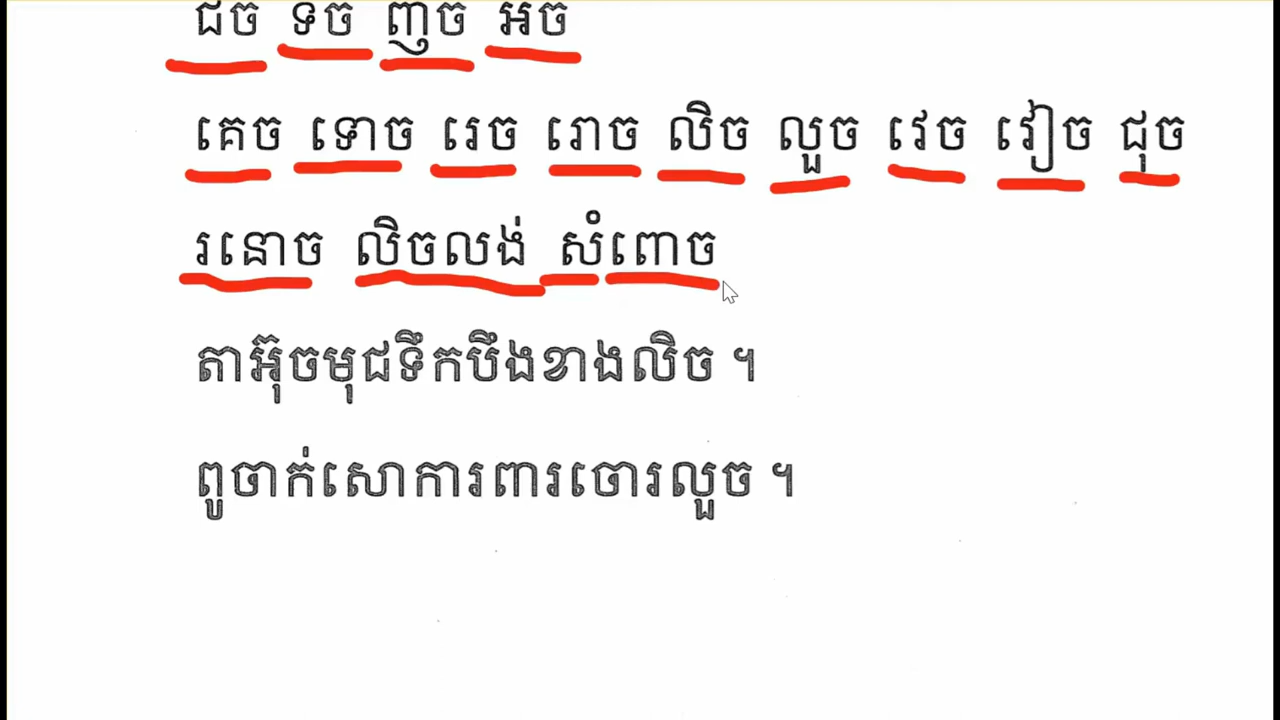 ជច ទច ញច អច
គេច ទោច រេច រោច លិច លួច វេច វៀច ជុច
រនោច លិចលង់ សំពោច
តាអ៊ុចមុជទឹកបឹងខាងលិច ។
ពូចាក់សោការពារចោរលួច ។